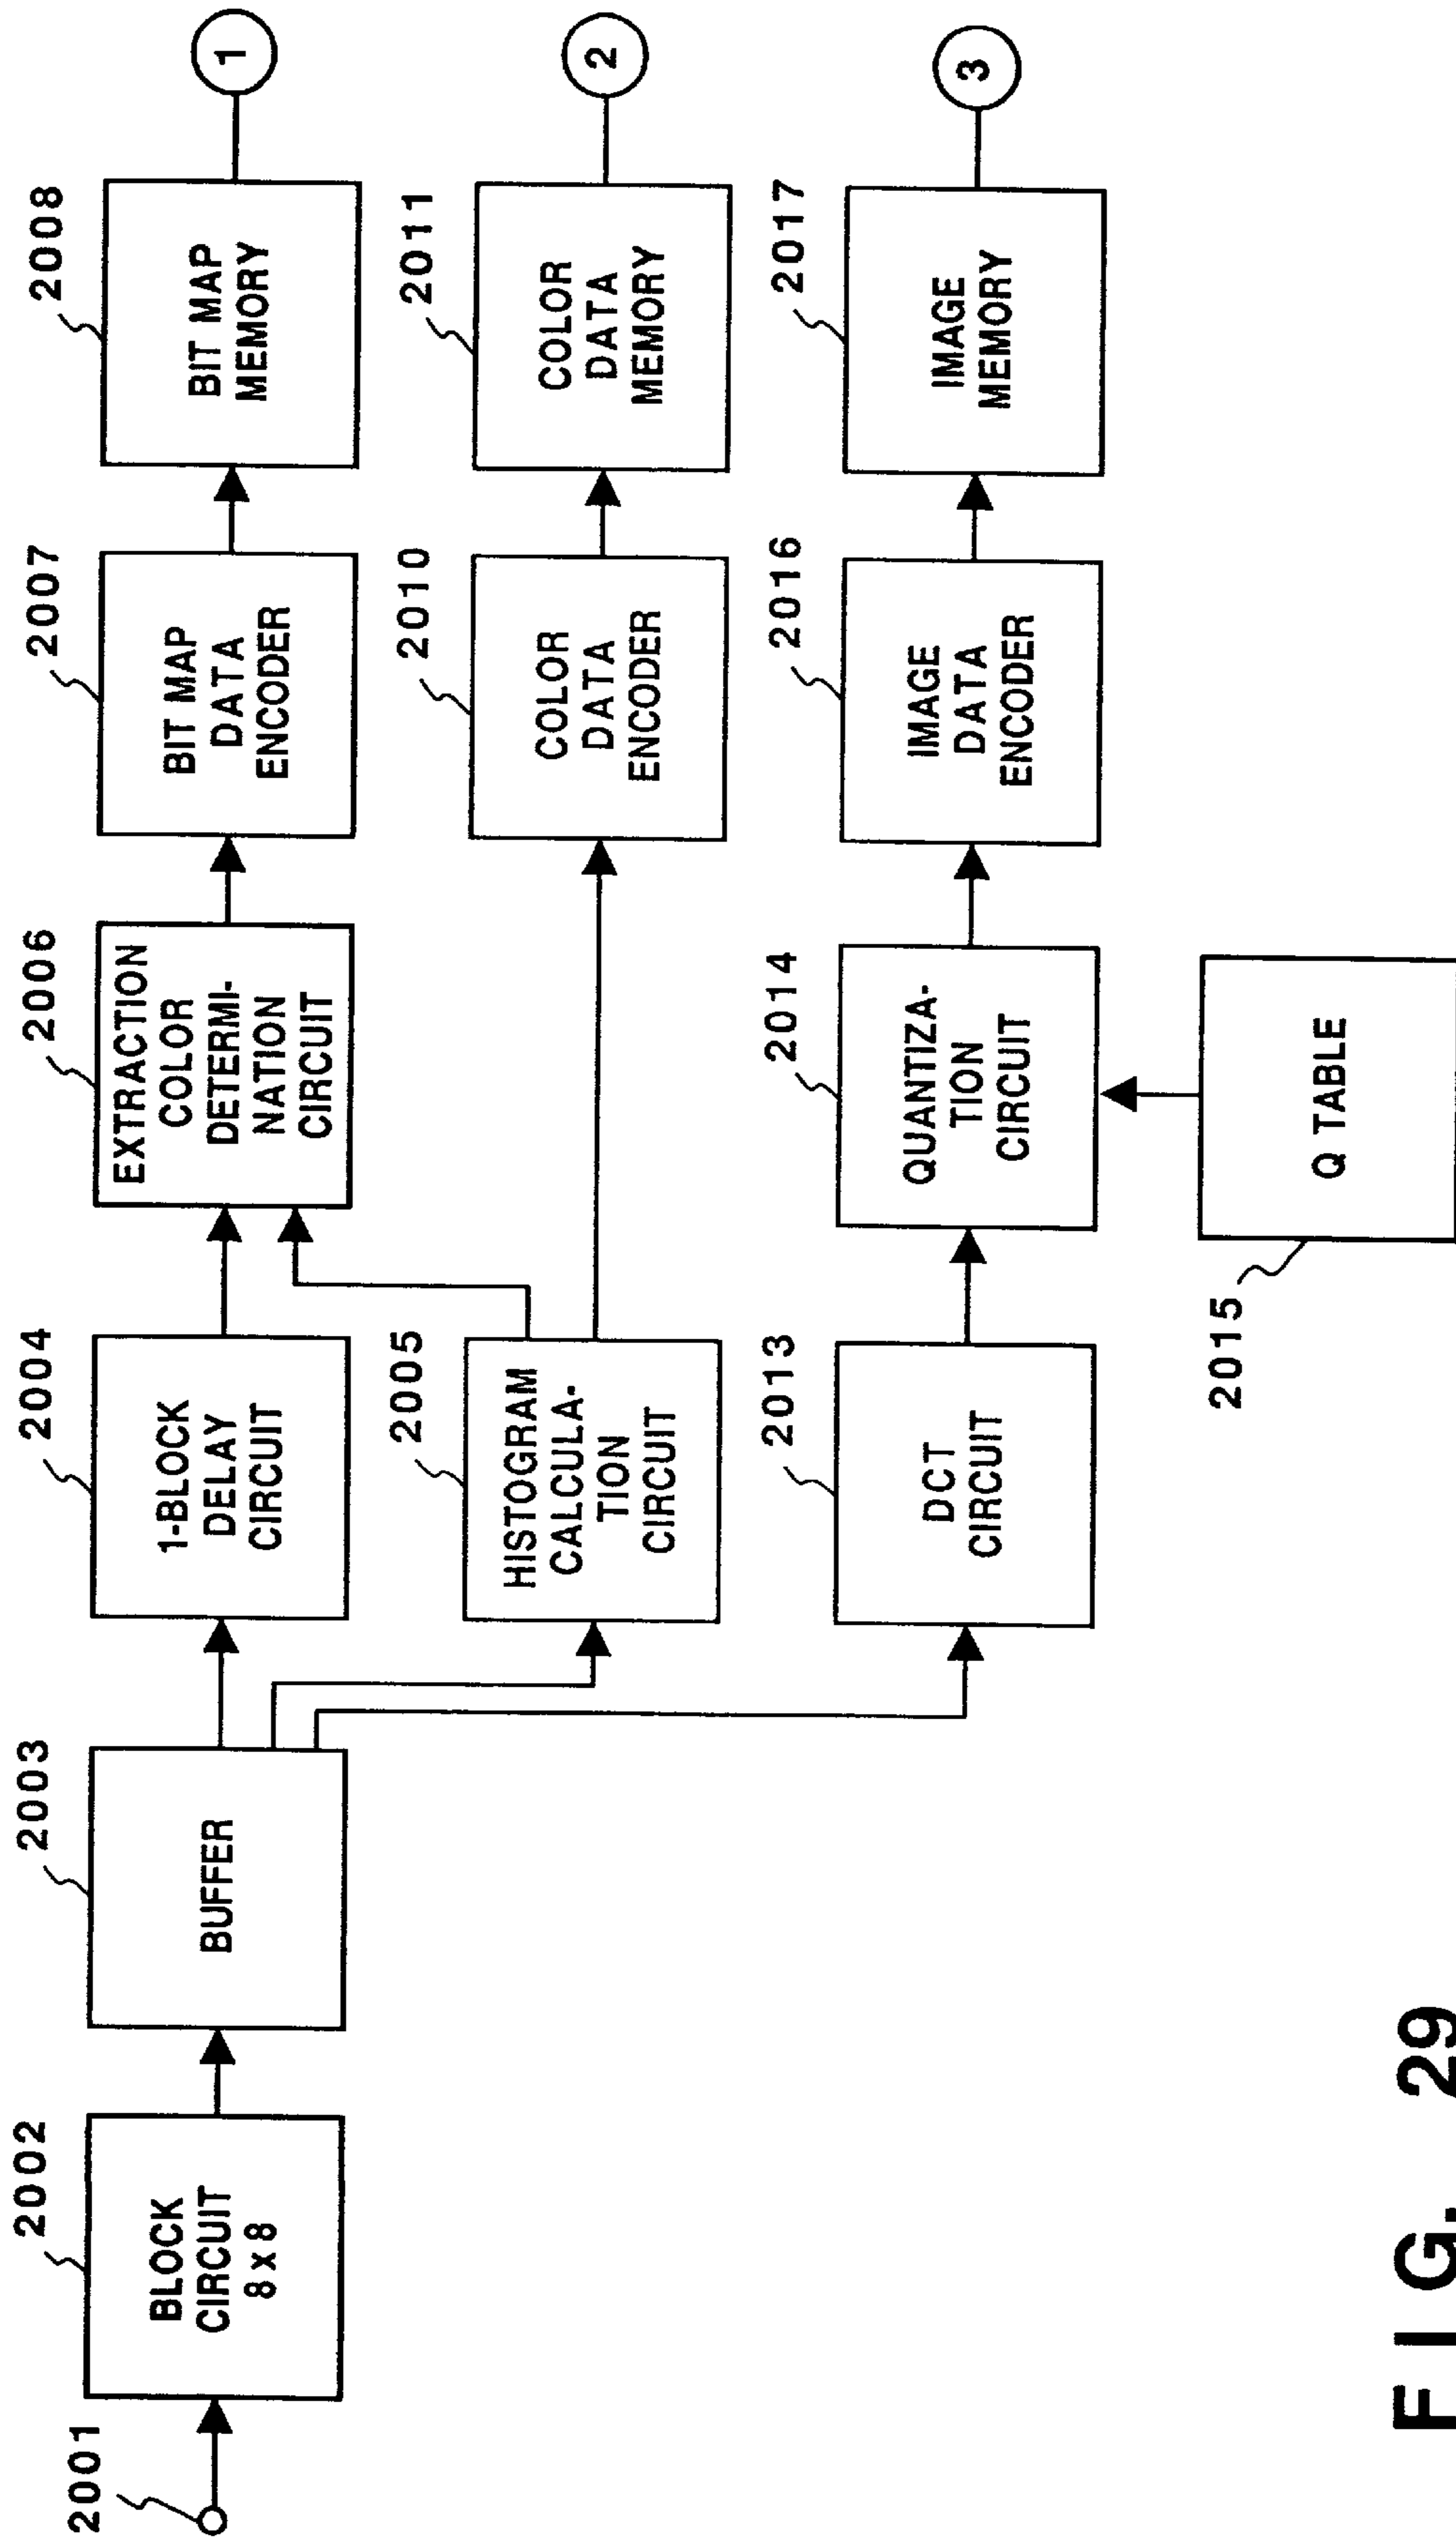 2001
2002
BLOCK
CIRCUIT
8x8
2003
BUFFER
2004
1-BLOCK
DELAY
CIRCUIT
2006
EXTRACTION
COLOR
DETERMI-
NATION
CIRCUIT
2007
BIT MAP
DATA
ENCODER
2008
BIT MAP
MEMORY
1
2005
HISTOGRAM
CALCULA-
TION
CIRCUIT
2010
COLOR
DATA
ENCODER
2011
COLOR
DATA
MEMORY
2
2013
DCT
CIRCUIT
2014
QUANTIZA-
TION
CIRCUIT
2016
IMAGE
DATA
ENCODER
2017
IMAGE
MEMORY
3
2015
Q TABLE
FIG. 29